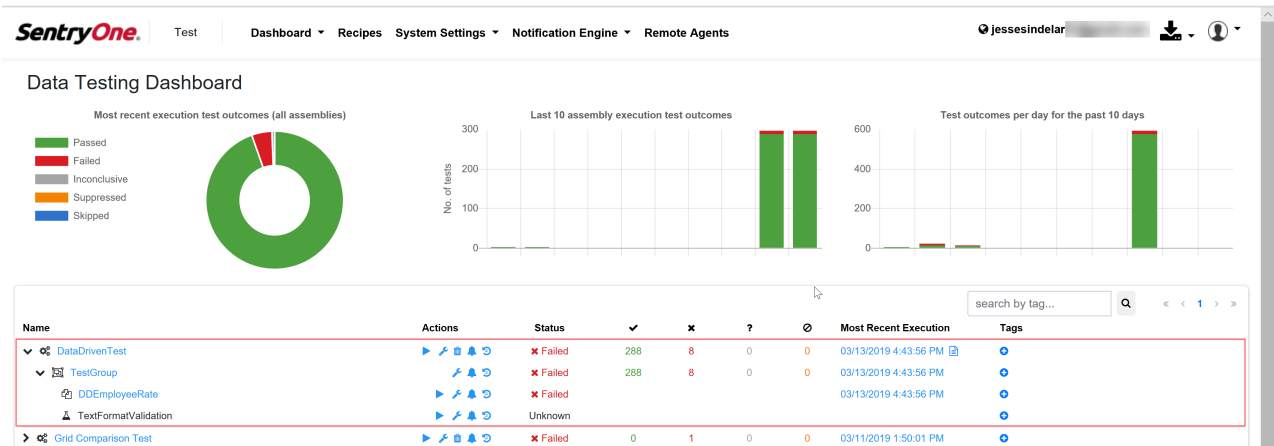 SentryOne. Test Dashboard Recipes System Settings Notification Engine Remote Agents jessesindelar
Data Testing Dashboard
Most recent execution test outcomes (all assemblies)
Passed
Failed
Inconclusive
Suppressed
Skipped
Last 10 assembly execution test outcomes
No. of tests
300
200
100
0
Test outcomes per day for the past 10 days
600
400
200
0
search by tag... « < 1 > »
Name Actions Status ? Most Recent Execution Tags
DataDrivenTest Failed 288 8 0 0 03/13/2019 4:43:56 PM
TestGroup Failed 288 8 0 0 03/13/2019 4:43:56 PM
DDEmployeeRate Failed 03/13/2019 4:43:56 PM
TextFormatValidation Unknown
Grid Comparison Test Failed 0 1 0 0 03/11/2019 1:50:01 PM